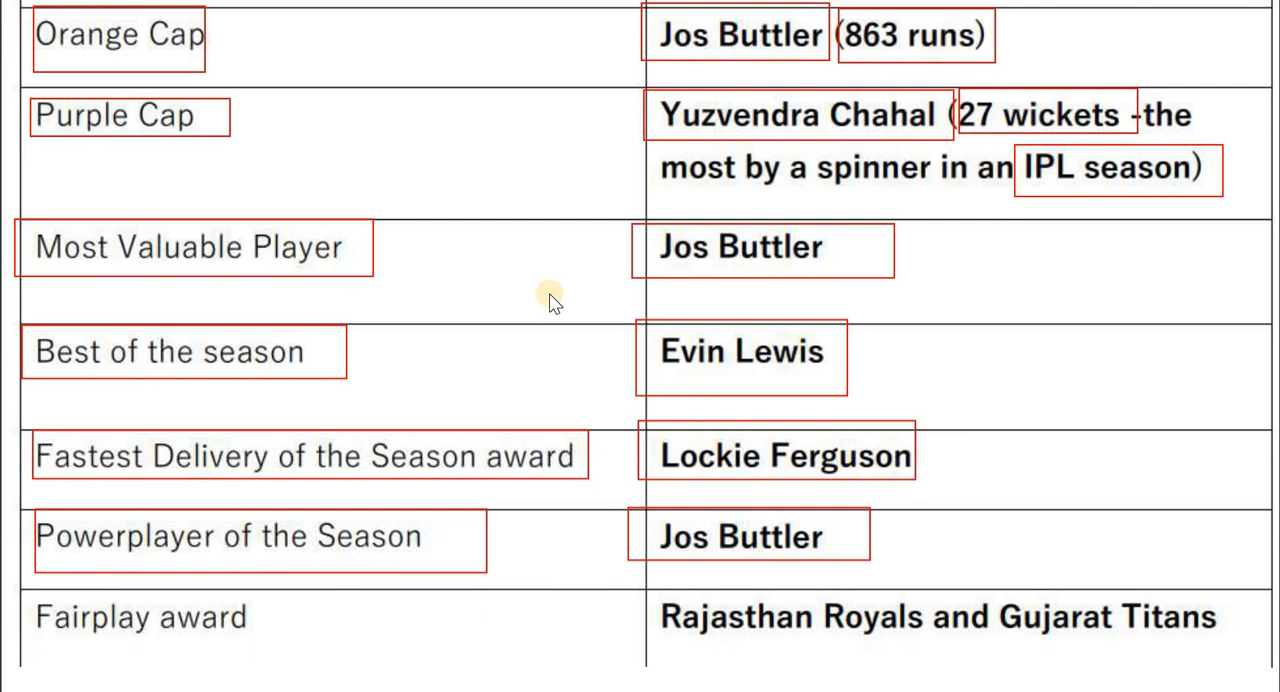 Orange Cap
Jos Buttler (863 runs)
Purple Cap
Yuzvendra Chahal (27 wickets -the
most by a spinner in an IPL season)
Most Valuable Player
Jos Buttler
Best of the season
Evin Lewis
Fastest Delivery of the Season award
Lockie Ferguson
Powerplayer of the Season
Jos Buttler
Fairplay award
Rajasthan Royals and Gujarat Titans